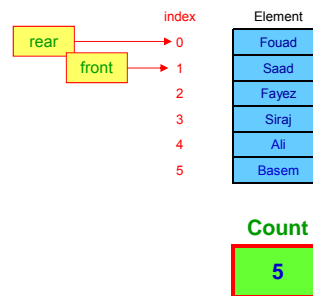 index Element
rear 0 Fouad
front 1 Saad
2 Fayez
3 Siraj
4 Ali
5 Basem
Count
5